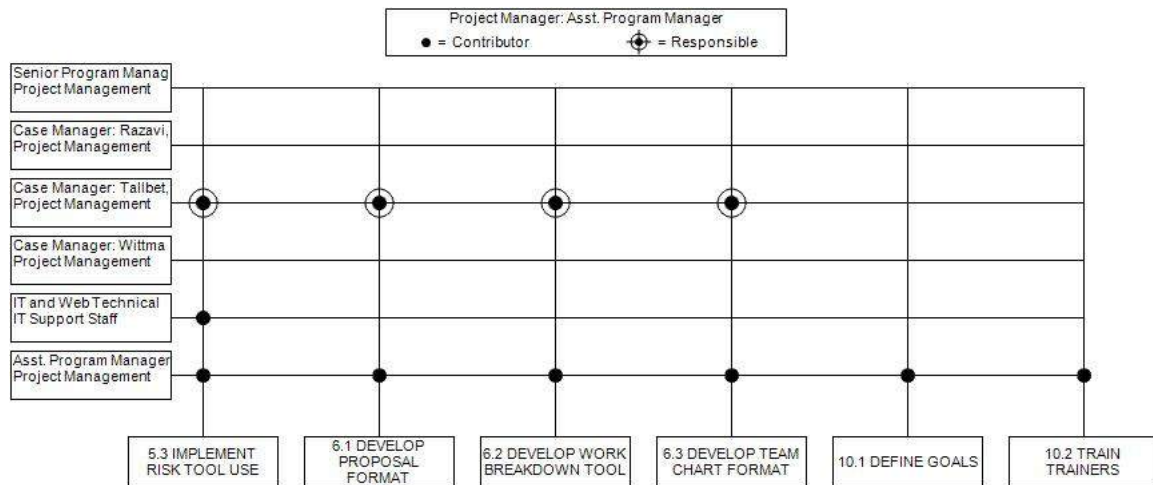 Project Manager: Asst. Program Manager
= Contributor
= Responsible
Senior Program Manag
Project Management
Case Manager: Razavi,
Project Management
Case Manager: Tallbet,
Project Management
Case Manager: Wittma
Project Management
IT and Web Technical
IT Support Staff
Asst. Program Manager
Project Management
5.3 IMPLEMENT
RISK TOOL USE
6.1 DEVELOP
PROPOSAL
FORMAT
6.2 DEVELOP WORK
BREAKDOWN TOOL
6.3 DEVELOP TEAM
CHART FORMAT
10.1 DEFINE GOALS
10.2 TRAIN
TRAINERS